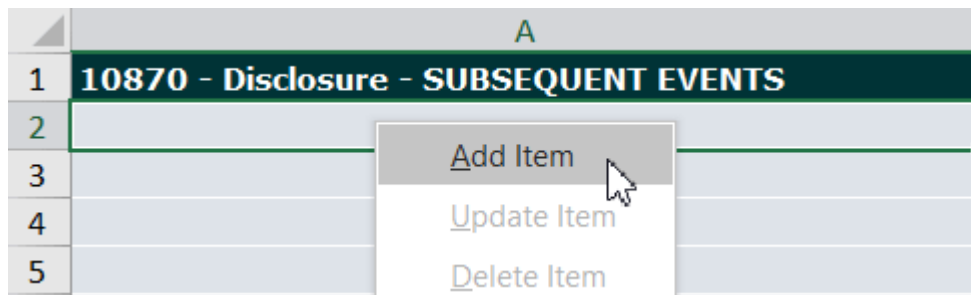 A
1 10870 - Disclosure - SUBSEQUENT EVENTS
2
Add Item
3
Update Item
4
5
Delete Item